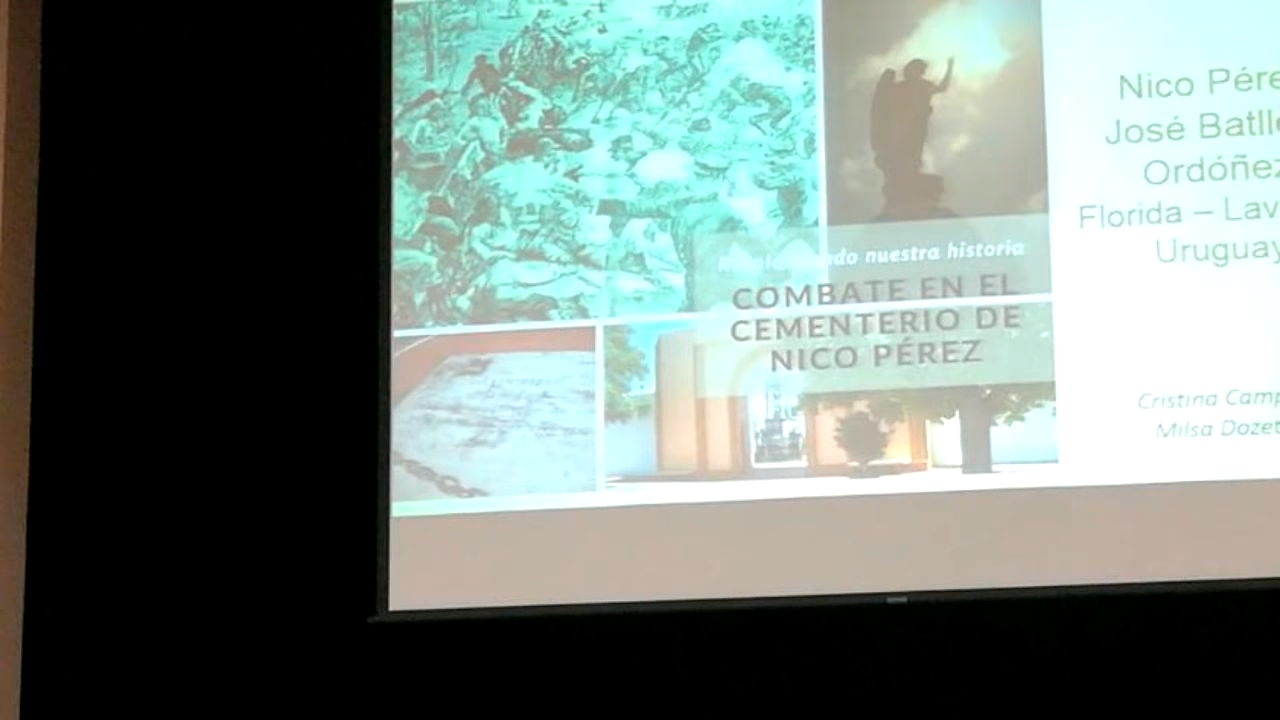 do nuestra historia
COMBATE EN EL
CEMENTERIO DE
NICO PÉREZ
Nico Pére
José Batll
Ordóñez
Florida – Lav
Uruguay
Cristina Camp
Milsa Dozet